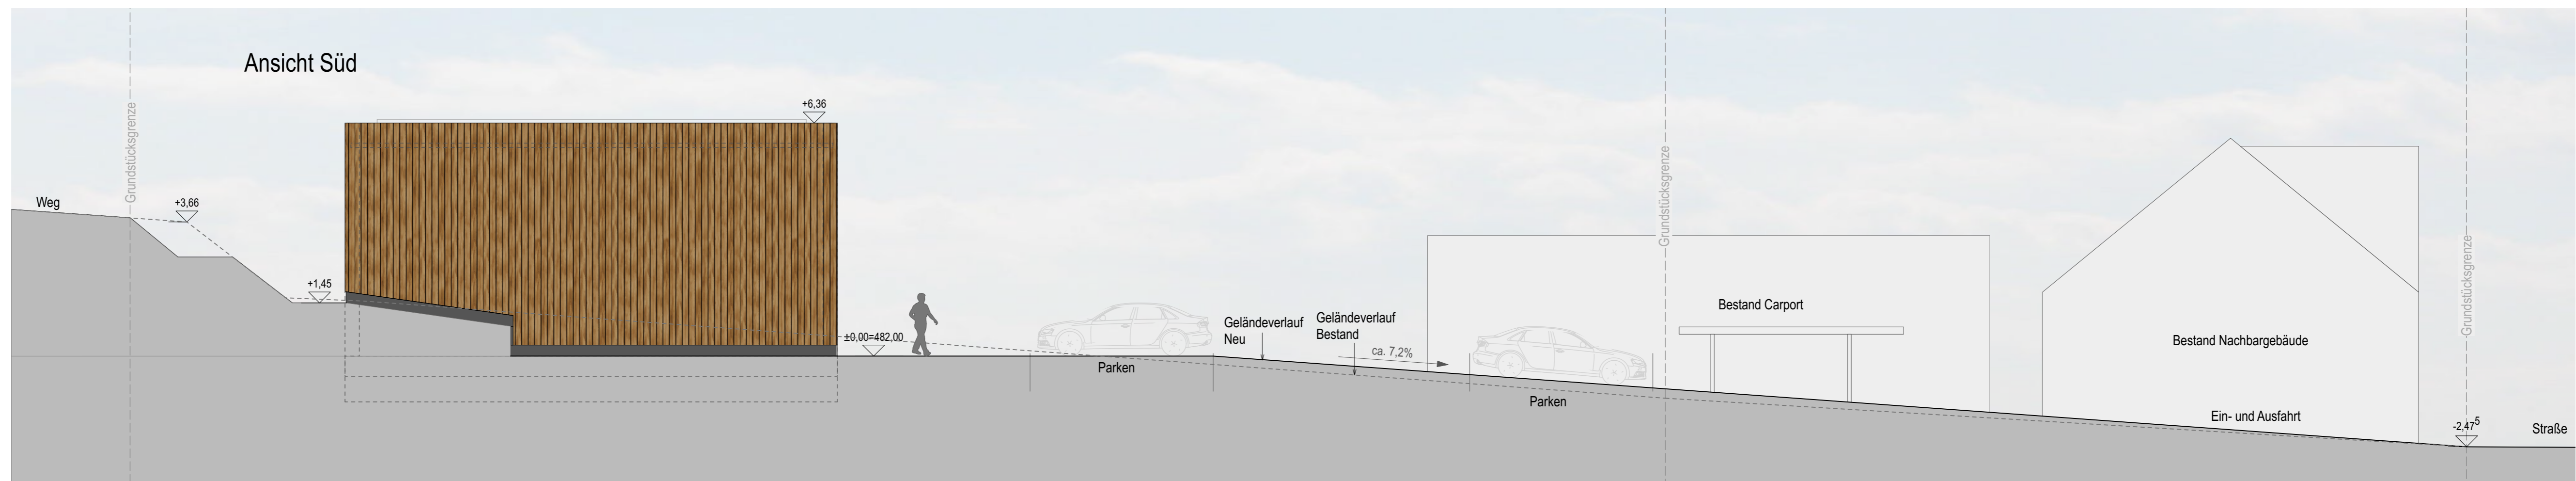 Ansicht Süd
Grundstücksgrenze
Weg
+3,66
+1,45
+6,36
±0,00=482,00
Parken
Geländeverlauf
Neu
Geländeverlauf
Bestand
ca. 7,2%
Parken
Grundstücksgrenze
Bestand Carport
Bestand Nachbargebäude
Ein- und Ausfahrt
Grundstücksgrenze
-2,47⁵
Straße